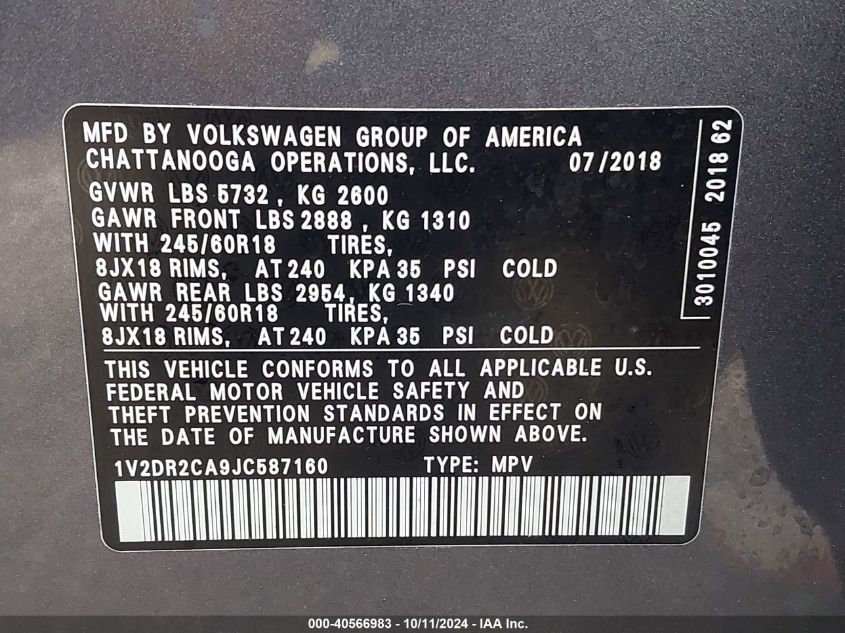 MFD BY VOLKSWAGEN GROUP OF AMERICA
CHATTANOOGA OPERATIONS, LLC. 07/2018
GVWR LBS 5732, KG 2600
GAWR FRONT LBS 2888, KG 1310
WITH 245/60R18 TIRES,
8JX18 RIMS, AT 240 KPA 35 PSI COLD
GAWR REAR LBS 2954, KG 1340
WITH 245/60R18 TIRES,
8JX18 RIMS, AT 240 KPA 35 PSI COLD
THIS VEHICLE CONFORMS TO ALL APPLICABLE U.S.
FEDERAL MOTOR VEHICLE SAFETY AND
THEFT PREVENTION STANDARDS IN EFFECT ON
THE DATE OF MANUFACTURE SHOWN ABOVE.
1V2DR2CA9JC587160 TYPE: MPV
3010045 2018 62
000-40566983 - 10/11/2024 - IAA Inc.